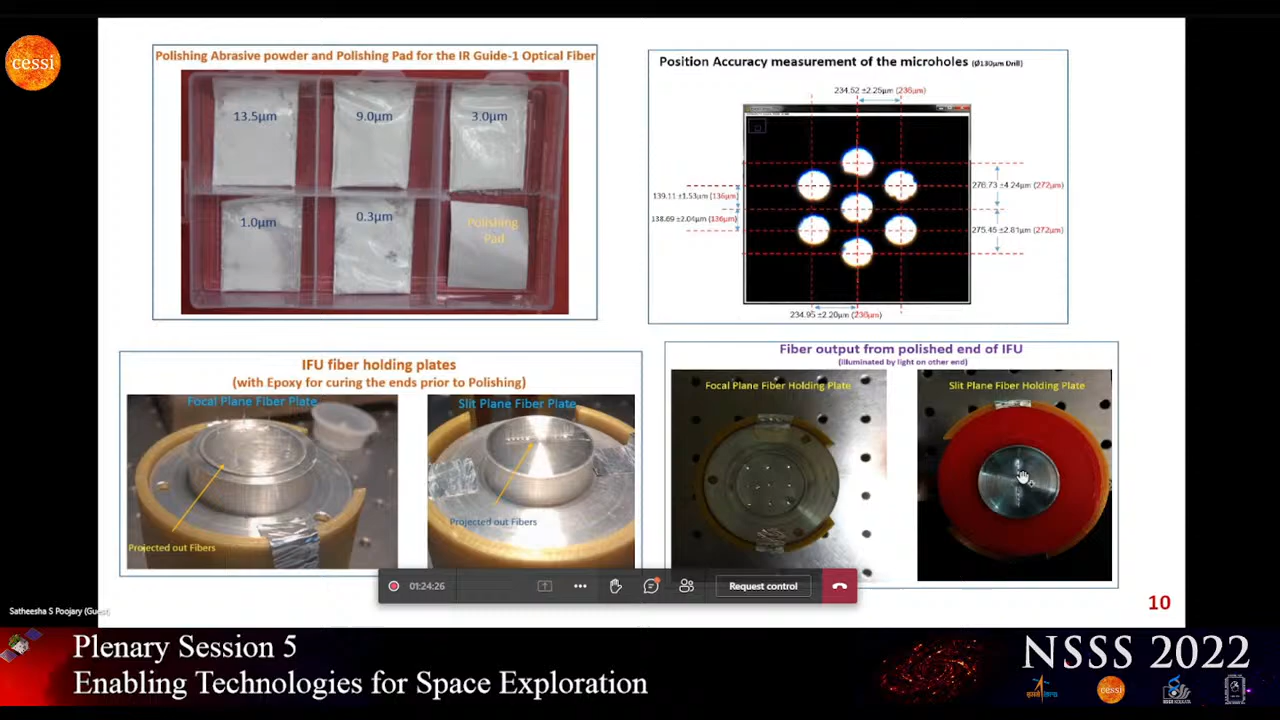 cessi
Polishing Abrasive powder and Polishing Pad for the IR Guide-1 Optical Fiber
13.5µm
9.0µm
3.0µm
1.0µm
0.3µm
Polishing
Pad
Position Accuracy measurement of the microholes (Ø130µm Drill)
234.52 ±2.25µm (236µm)
139.11 ±1.53µm (136µm)
138.69 ±2.04µm (136µm)
276.73 ±4.24µm (272µm)
275.45 ±2.81µm (272µm)
234.95 ±2.20µm (236µm)
IFU fiber holding plates
(with Epoxy for curing the ends prior to Polishing)
Focal Plane Fiber Plate
Projected out Fibers
Slit Plane Fiber Plate
Projected out Fibers
Fiber output from polished end of IFU
(illuminated by light on other end)
Focal Plane Fiber Holding Plate
Slit Plane Fiber Holding Plate
01:24:26
Request control
10
Satheesha S Poojary (Guest)
Plenary Session 5
Enabling Technologies for Space Exploration
NSSS 2022
cessi